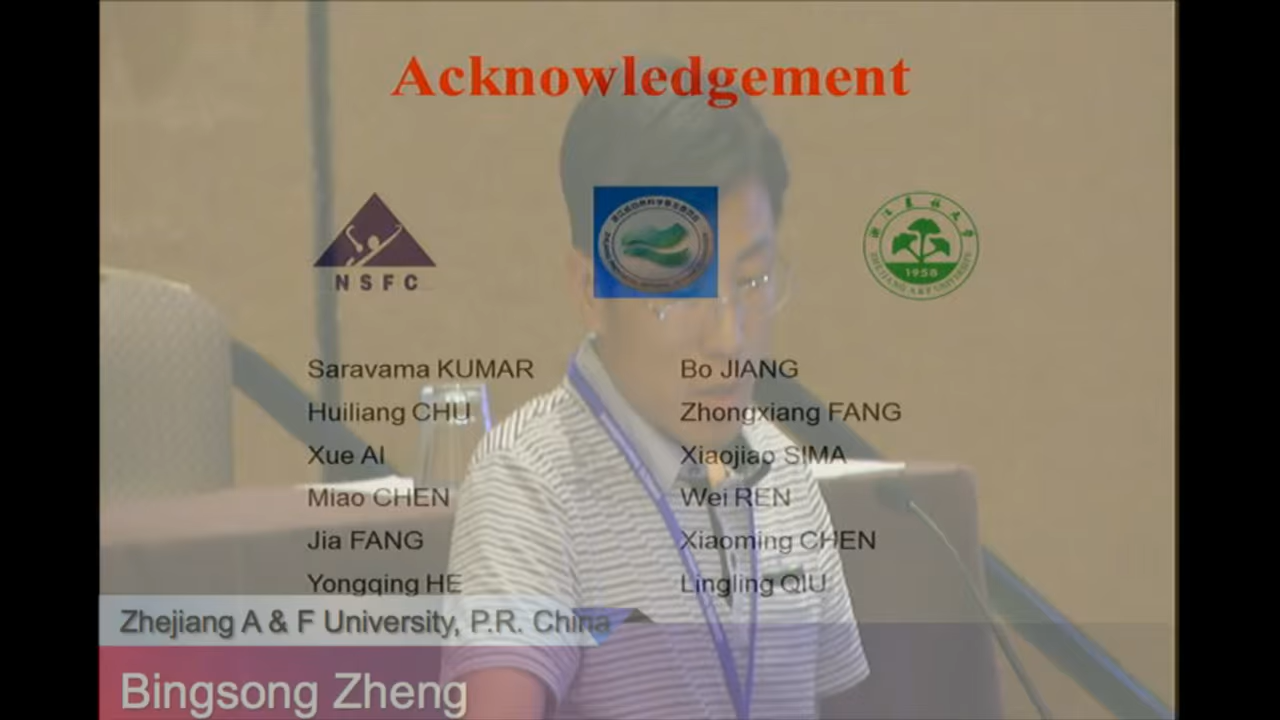 Acknowledgement
NSFC
1958
Saravama KUMAR
Bo JIANG
Huiliang CHU
Zhongxiang FANG
Xue AI
Xiaojiao SIMA
Miao CHEN
Wei REN
Jia FANG
Xiaoming CHEN
Yongqing HE
Lingling QIU
Zhejiang A & F University, P.R. China
Bingsong Zheng